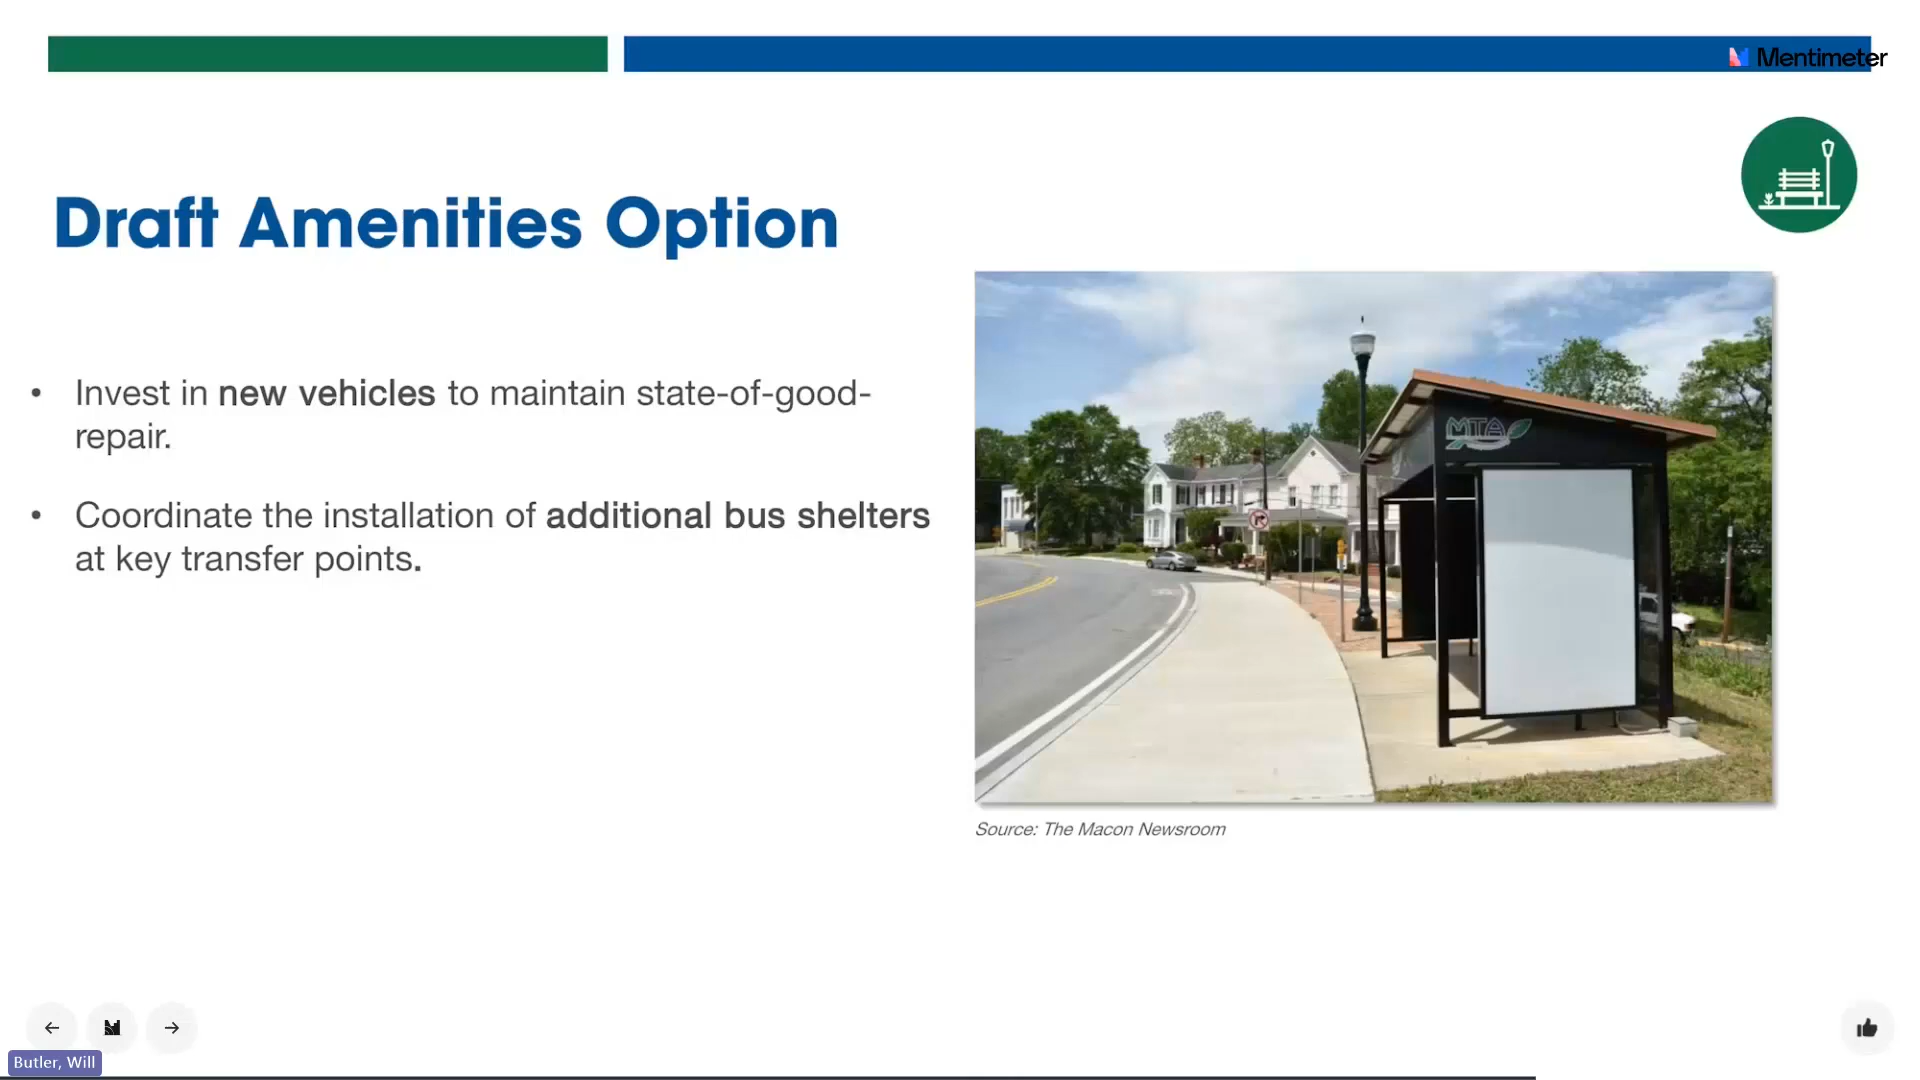 Mentimeter
Draft Amenities Option
• Invest in new vehicles to maintain state-of-good-
repair.
• Coordinate the installation of additional bus shelters
at key transfer points.
MTA
Source: The Macon Newsroom
Butler, Will